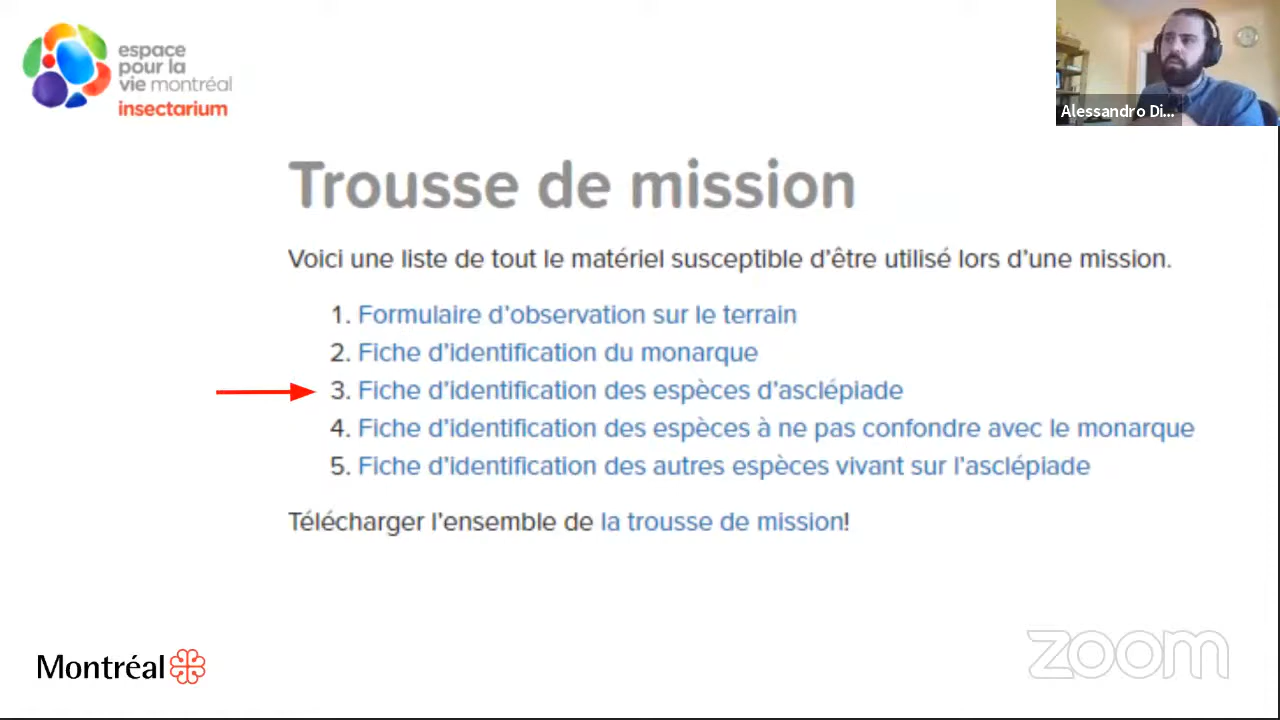 espace
pour la
vie montréal
insectarium
Alessandro Di...
Trousse de mission
Voici une liste de tout le matériel susceptible d'être utilisé lors d'une mission.
1. Formulaire d'observation sur le terrain
2. Fiche d'identification du monarque
3. Fiche d'identification des espèces d'asclépiade
4. Fiche d'identification des espèces à ne pas confondre avec le monarque
5. Fiche d'identification des autres espèces vivant sur l'asclépiade
Télécharger l'ensemble de la trousse de mission!
Montréal
zoom